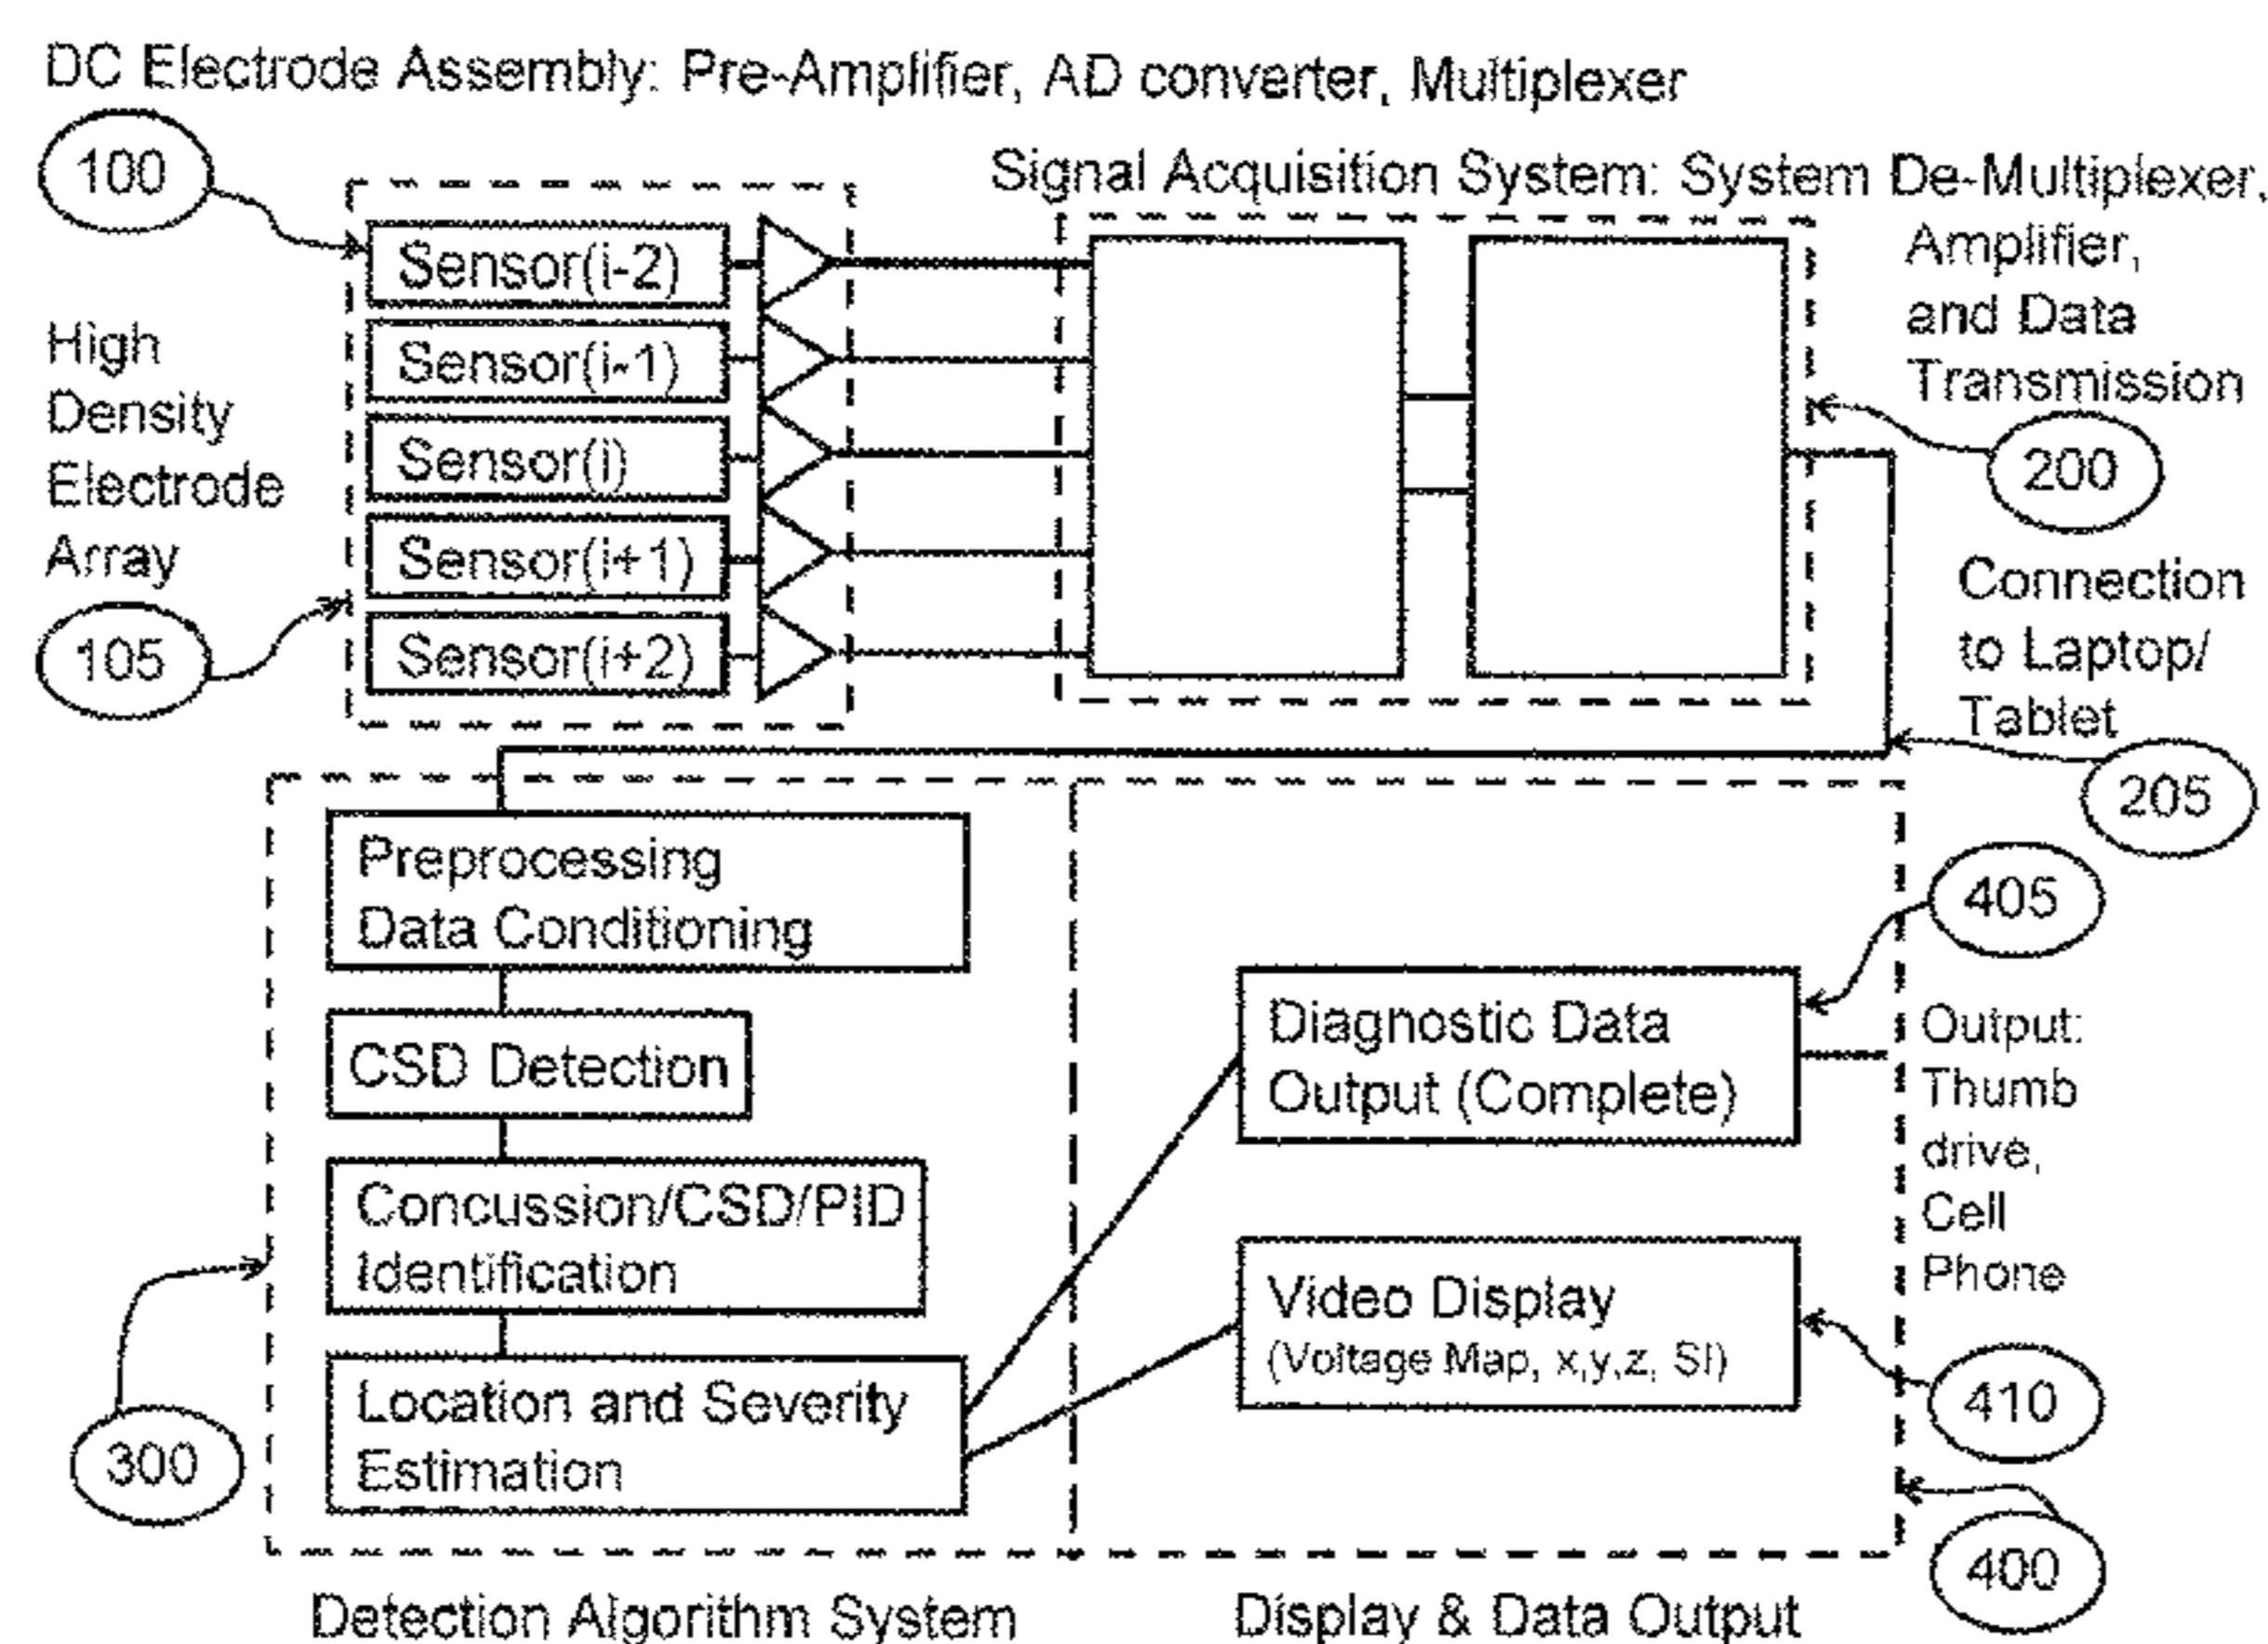 DC Electrode Assembly: Pre-Amplifier, AD converter, Multiplexer
100
Signal Acquisition System: System De-Multiplexer,
Amplifier,
and Data
Transmission
200
High
Density
Electrode
Array
105
Sensor(i-2)
Sensor(i-1)
Sensor(i)
Sensor(i+1)
Sensor(i+2)
Connection
to Laptop/
Tablet
205
Preprocessing
Data Conditioning
CSD Detection
Concussion/CSD/PID
Identification
Location and Severity
Estimation
300
405
Diagnostic Data
Output (Complete)
Output:
Thumb
drive,
Cell
Phone
Video Display
(Voltage Map, x,y,z, SI)
410
400
Detection Algorithm System
Display & Data Output